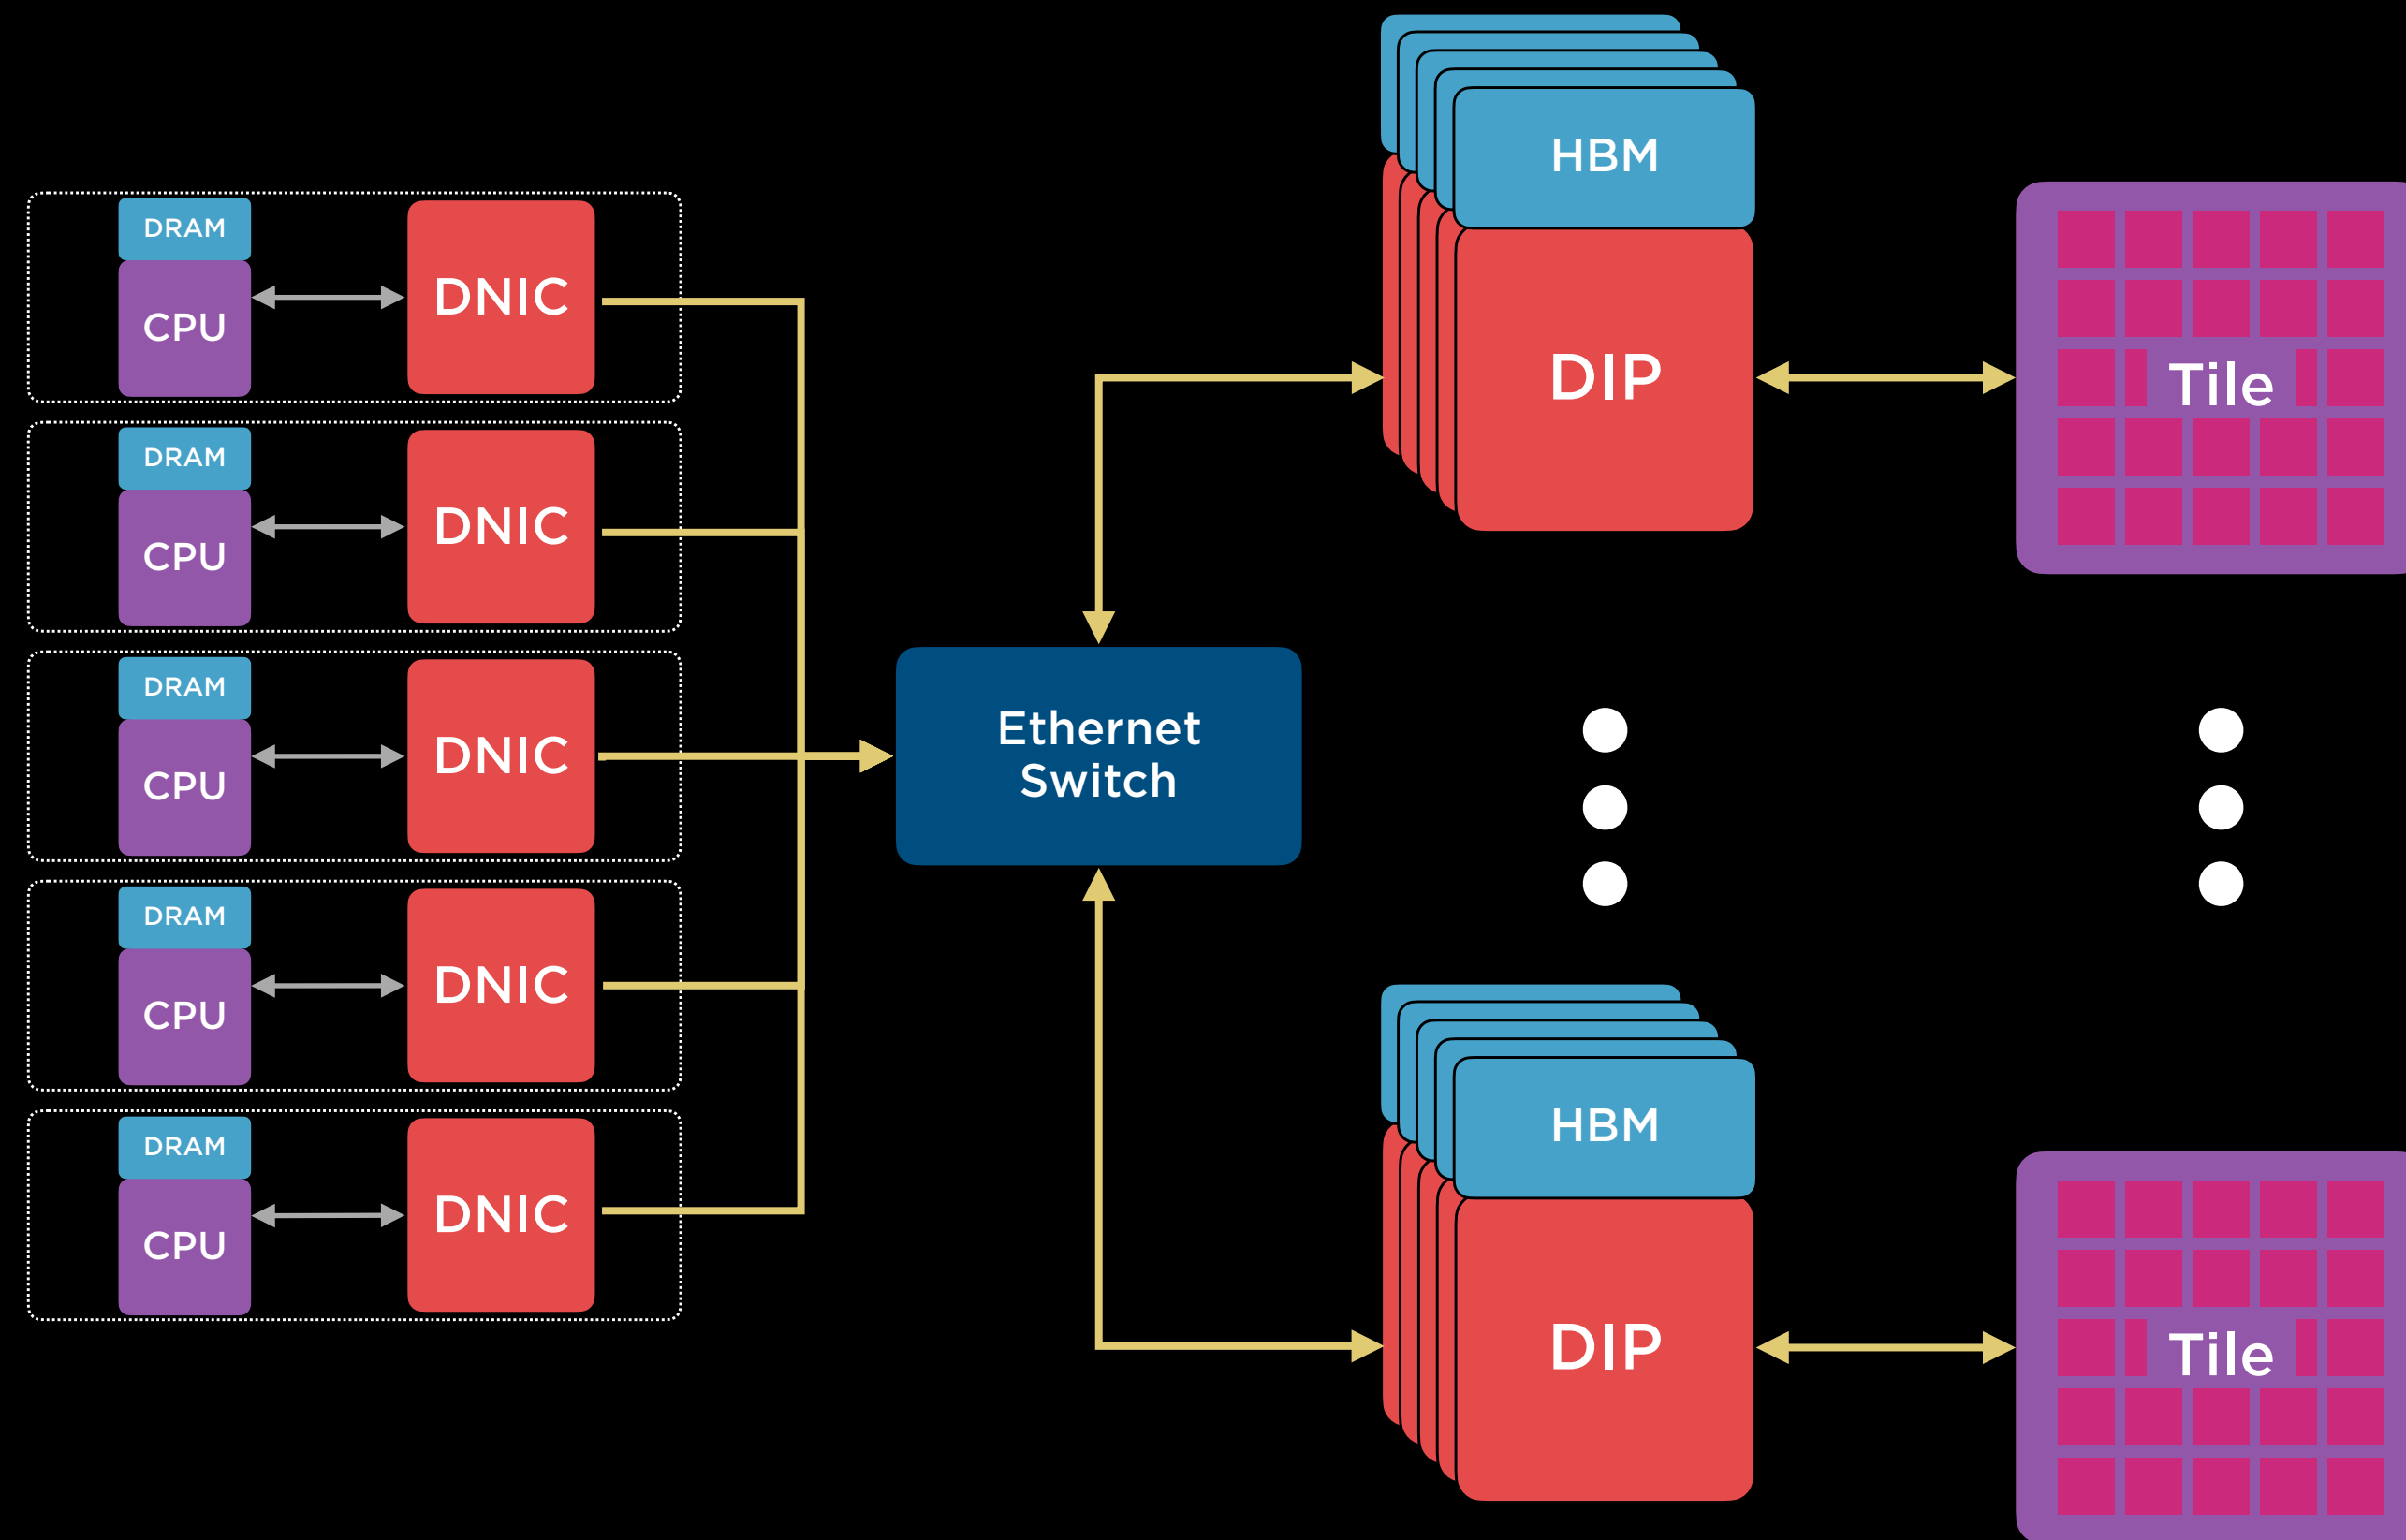 DRAM
CPU
DNIC
DRAM
CPU
DNIC
DRAM
CPU
DNIC
DRAM
CPU
DNIC
DRAM
CPU
DNIC
Ethernet
Switch
HBM
DIP
Tile
HBM
DIP
Tile